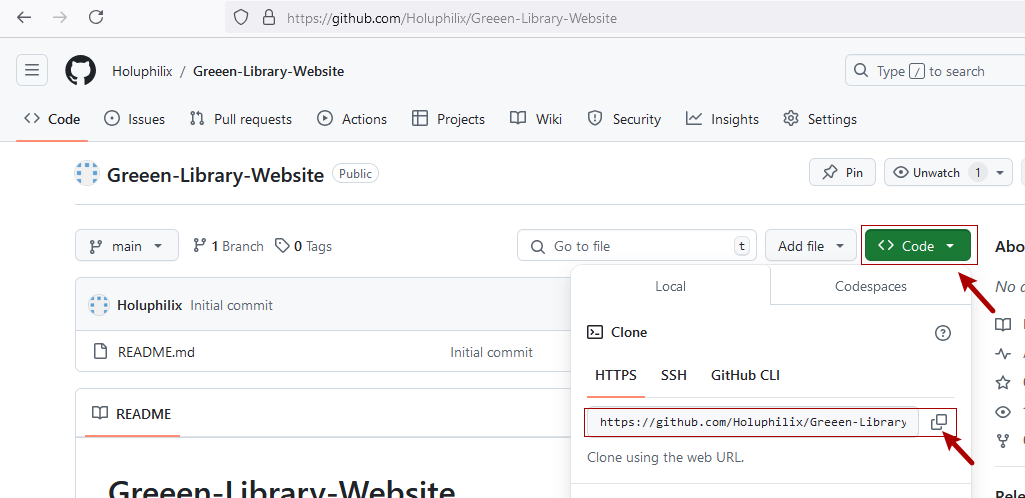 https://github.com/Holuphilix/Greeen-Library-Website
Holuphilix / Greeen-Library-Website
Type / to search
Code Issues Pull requests Actions Projects Wiki Security Insights Settings
Greeen-Library-Website Public
Pin Unwatch 1
main 1 Branch 0 Tags
Go to file t
Add file
Code
Local Codespaces
Holuphilix Initial commit
Clone
README.md Initial commit
HTTPS SSH GitHub CLI
README
https://github.com/Holuphilix/Greeen-Library
Clone using the web URL.
Greeen-Library-Website